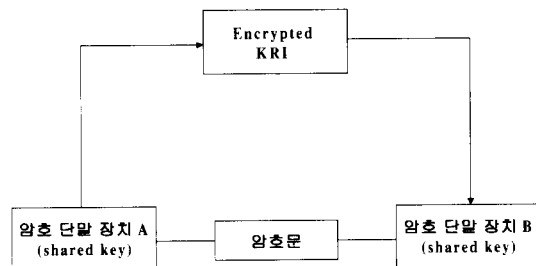 Encrypted
KRI
암호 단말 장치 A
(shared key)
암호문
암호 단말 장치 B
(shared key)